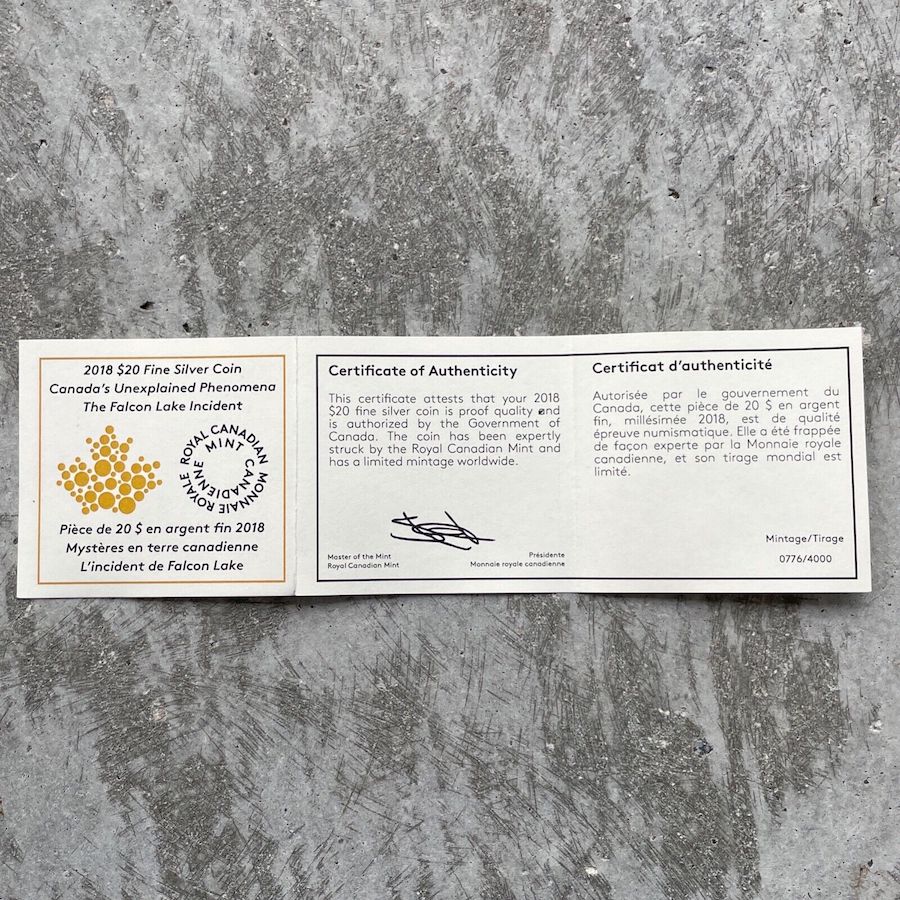 2018 $20 Fine Silver Coin
Canada's Unexplained Phenomena
The Falcon Lake Incident
ROYAL CANADIAN MINT
MONNAIE ROYALE CANADIENNE
Pièce de 20 $ en argent fin 2018
Mystères en terre canadienne
L'incident de Falcon Lake
Certificate of Authenticity
This certificate attests that your 2018
$20 fine silver coin is proof quality and
is authorized by the Government of
Canada. The coin has been expertly
struck by the Royal Canadian Mint and
has a limited mintage worldwide.
Master of the Mint
Royal Canadian Mint
Présidente
Monnaie royale canadienne
Certificat d'authenticité
Autorisée par le gouvernement du
Canada, cette pièce de 20 $ en argent
fin, millésimée 2018, est de qualité
épreuve numismatique. Elle a été frappée
de façon experte par la Monnaie royale
canadienne, et son tirage mondial est
limité.
Mintage/Tirage
0776/4000